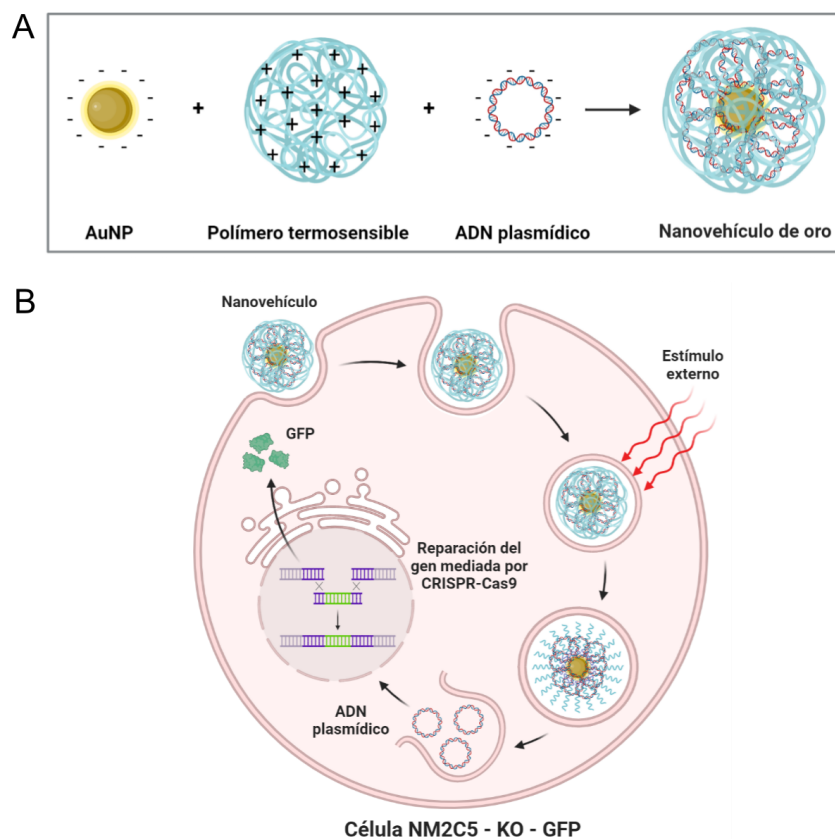 A
+
+
AuNP
Polímero termosensible
ADN plasmídico
Nanovehículo de oro
B
Nanovehículo
Estímulo
externo
GFP
Reparación del
gen mediada por
CRISPR-Cas9
ADN
plasmídico
Célula NM2C5 - KO - GFP